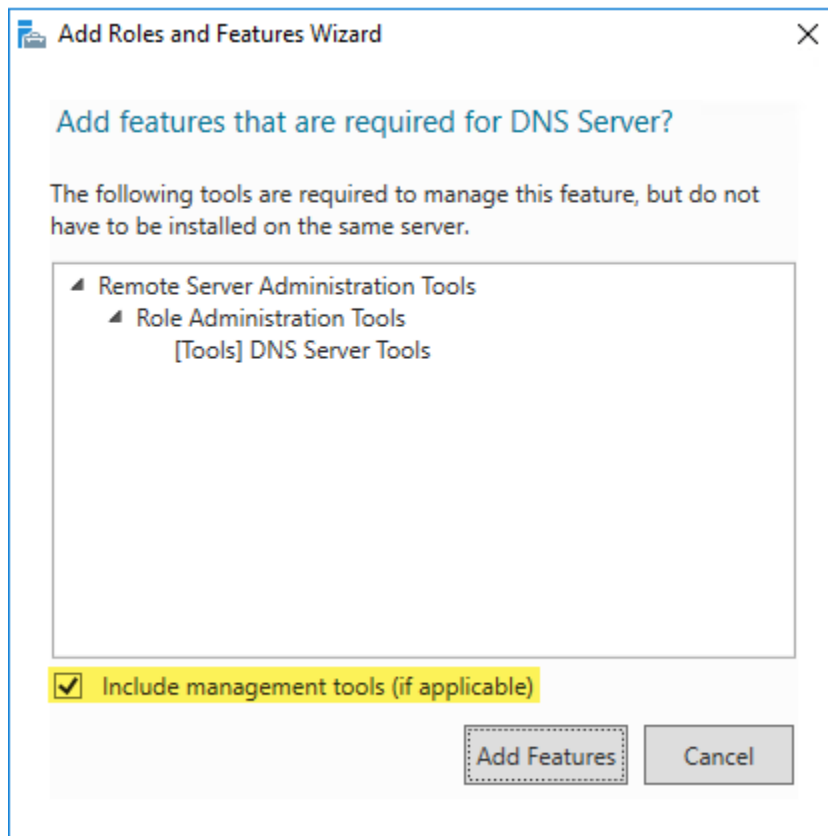 Add Roles and Features Wizard
Add features that are required for DNS Server?
The following tools are required to manage this feature, but do not
have to be installed on the same server.
Remote Server Administration Tools
Role Administration Tools
[Tools] DNS Server Tools
Include management tools (if applicable)
Add Features
Cancel